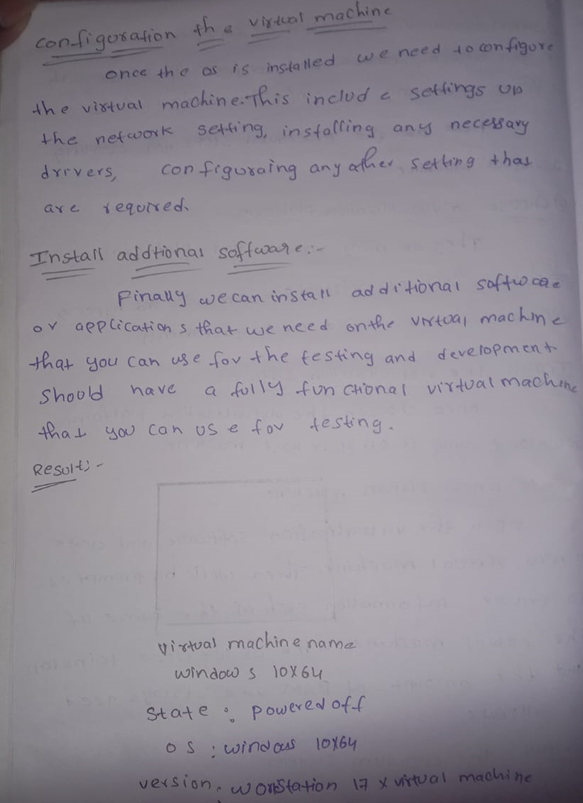 configuration the virtual machine
once the os is installed we need to configure
the virtual machine. This includ e settings up
the network setting, installing any necessary
drivers, configuraing any other setting that
are required.
Install addtional software:-
Finally we can install additional software
or applications that we need on the virtual machine
that you can use for the testing and development
should have a fully functional virtual machine
that you can use for testing.
Result:-
virtual machine name
windows 10x64
state : powered off
os : windows 10x64
version. workstation 17 x virtual machine